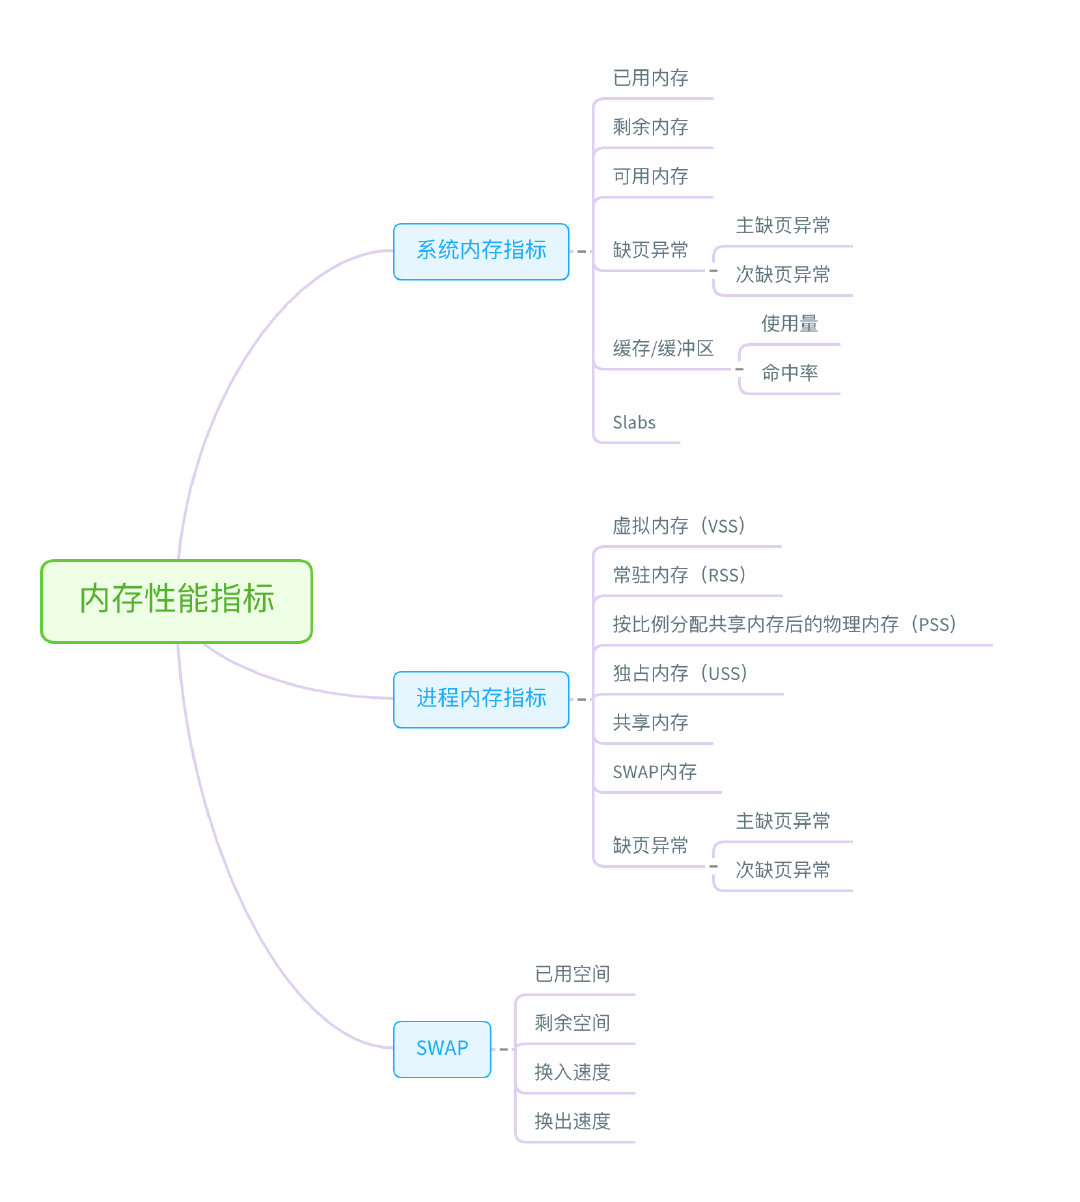 内存性能指标
系统内存指标
已用内存
剩余内存
可用内存
缺页异常
主缺页异常
次缺页异常
缓存/缓冲区
使用量
命中率
Slabs
进程内存指标
虚拟内存（VSS）
常驻内存（RSS）
按比例分配共享内存后的物理内存（PSS）
独占内存（USS）
共享内存
SWAP内存
缺页异常
主缺页异常
次缺页异常
SWAP
已用空间
剩余空间
换入速度
换出速度